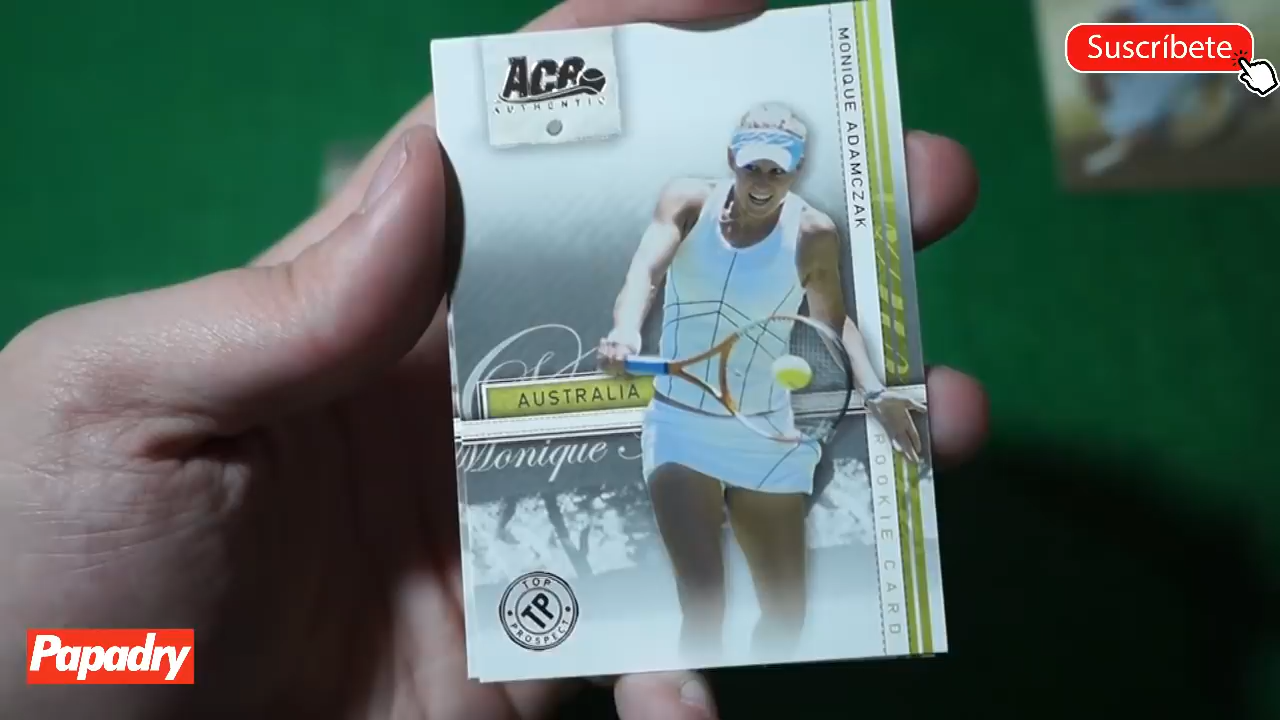 Suscríbete
ACE
AUTHENTIC
MONIQUE ADAMCZAK
AUSTRALIA
Monique
ROOKIE CARD
TOP
TP
PROSPECT
Papadry